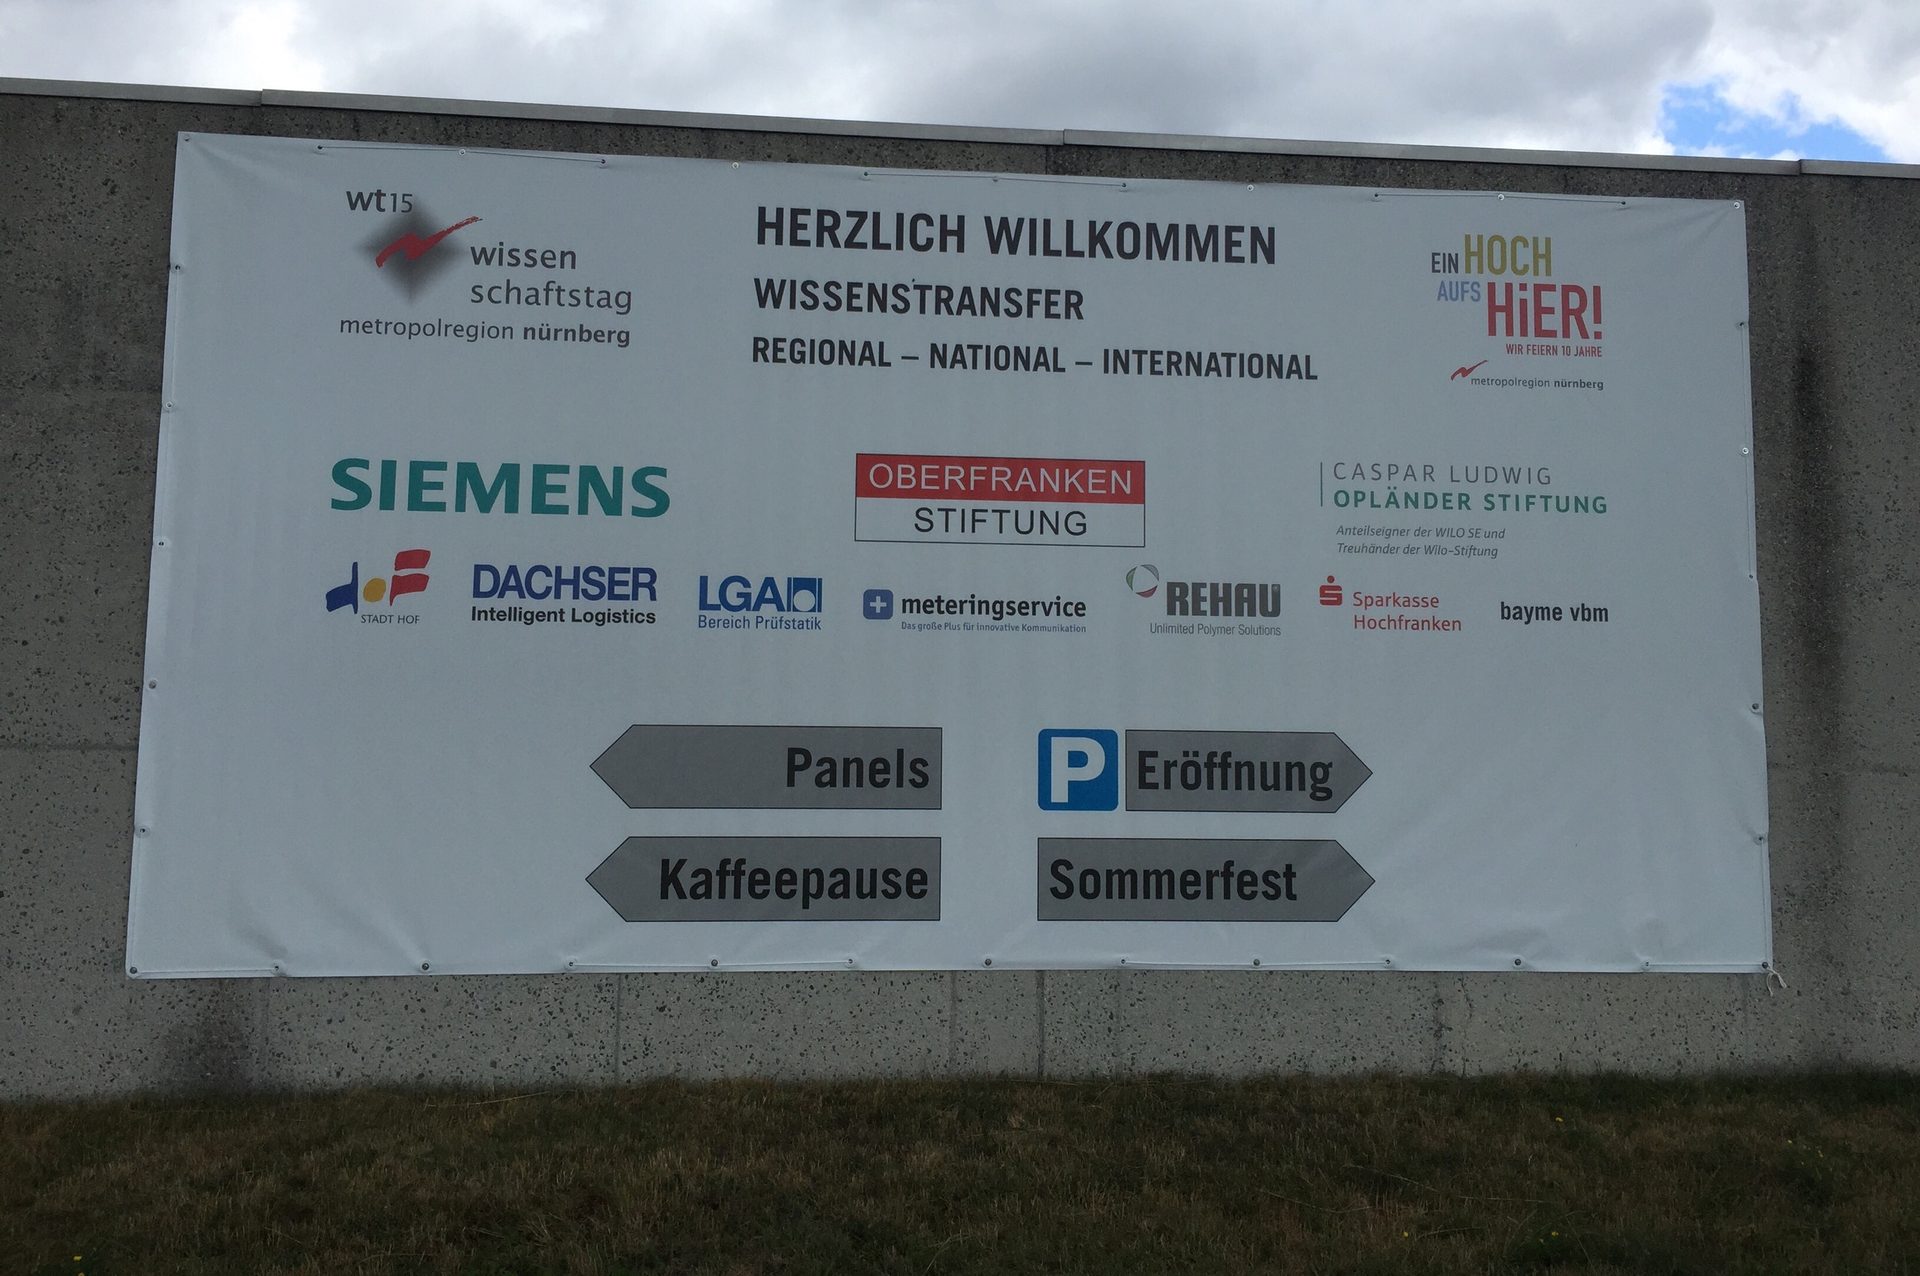 wt15
wissen
schaftstag
metropolregion nürnberg
HERZLICH WILLKOMMEN
WISSENSTRANSFER
REGIONAL – NATIONAL – INTERNATIONAL
EIN HOCH
AUFS HiER!
WIR FEIERN 10 JAHRE
metropolregion nürnberg
SIEMENS
OBERFRANKEN
STIFTUNG
CASPAR LUDWIG
OPLÄNDER STIFTUNG
Anteilseigner der WILO SE und
Treuhänder der Wilo-Stiftung
HOF
STADT HOF
DACHSER
Intelligent Logistics
LGA
Bereich Prüfstatik
meteringservice
Das große Plus für innovative Kommunikation
REHAU
Unlimited Polymer Solutions
Sparkasse
Hochfranken
bayme vbm
Panels
P Eröffnung
Kaffeepause
Sommerfest